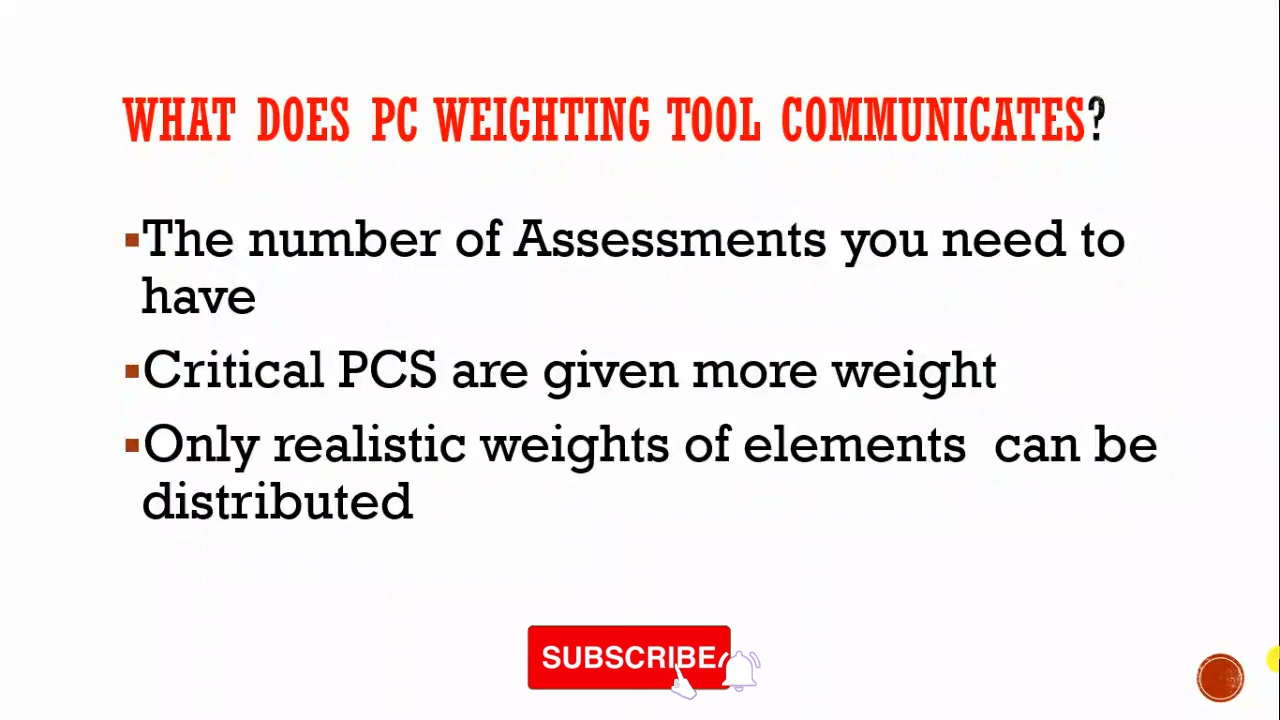 WHAT DOES PC WEIGHTING TOOL COMMUNICATES?
▪The number of Assessments you need to
have
▪Critical PCS are given more weight
▪Only realistic weights of elements can be
distributed
SUBSCRIBE